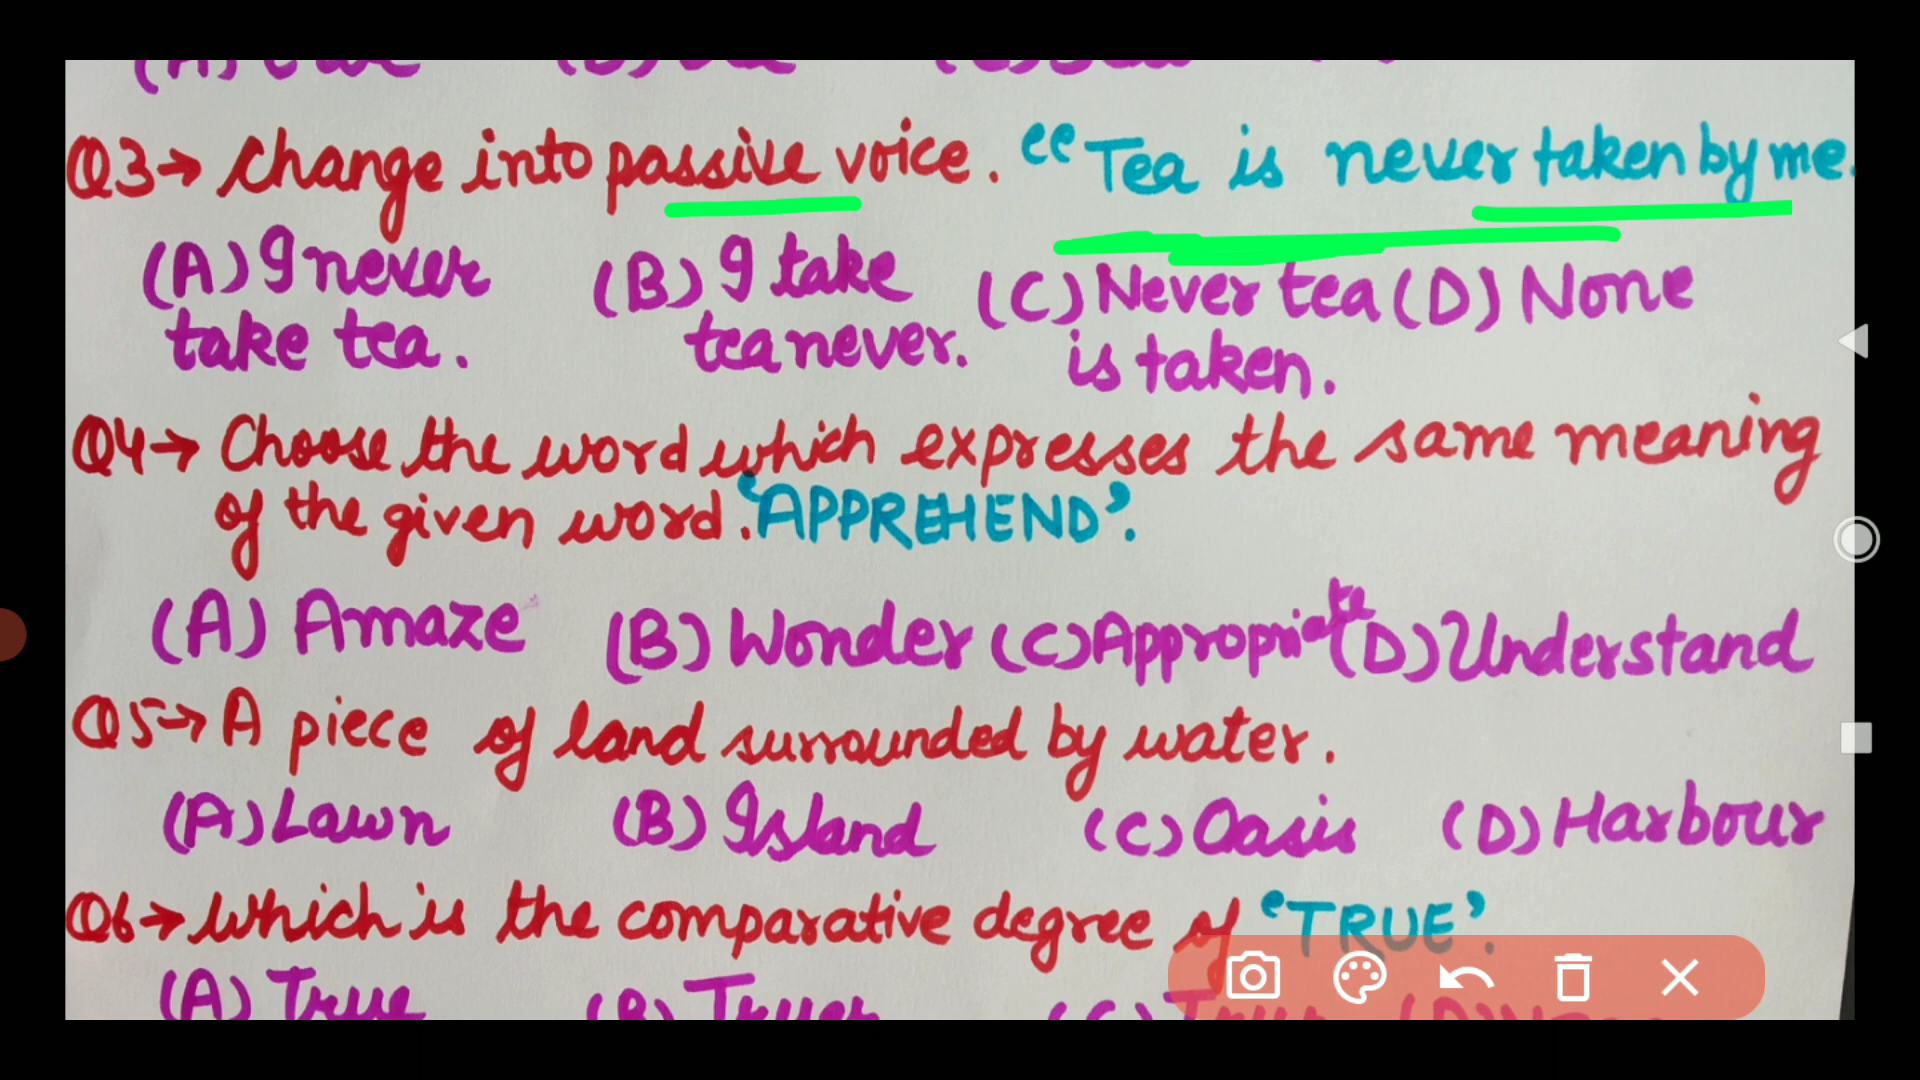 Q3→ Change into passive voice. "Tea is never taken by me.
(A) I never take tea. (B) I take tea never. (C) Never tea is taken. (D) None
Q4→ Choose the word which expresses the same meaning
of the given word. 'APPREHEND'.
(A) Amaze (B) Wonder (C) Appropriate (D) Understand
Q5→ A piece of land surrounded by water.
(A) Lawn (B) Island (C) Oasis (D) Harbour
Q6→ Which is the comparative degree of 'TRUE'.
(A) True (B) Truer (C) (D)